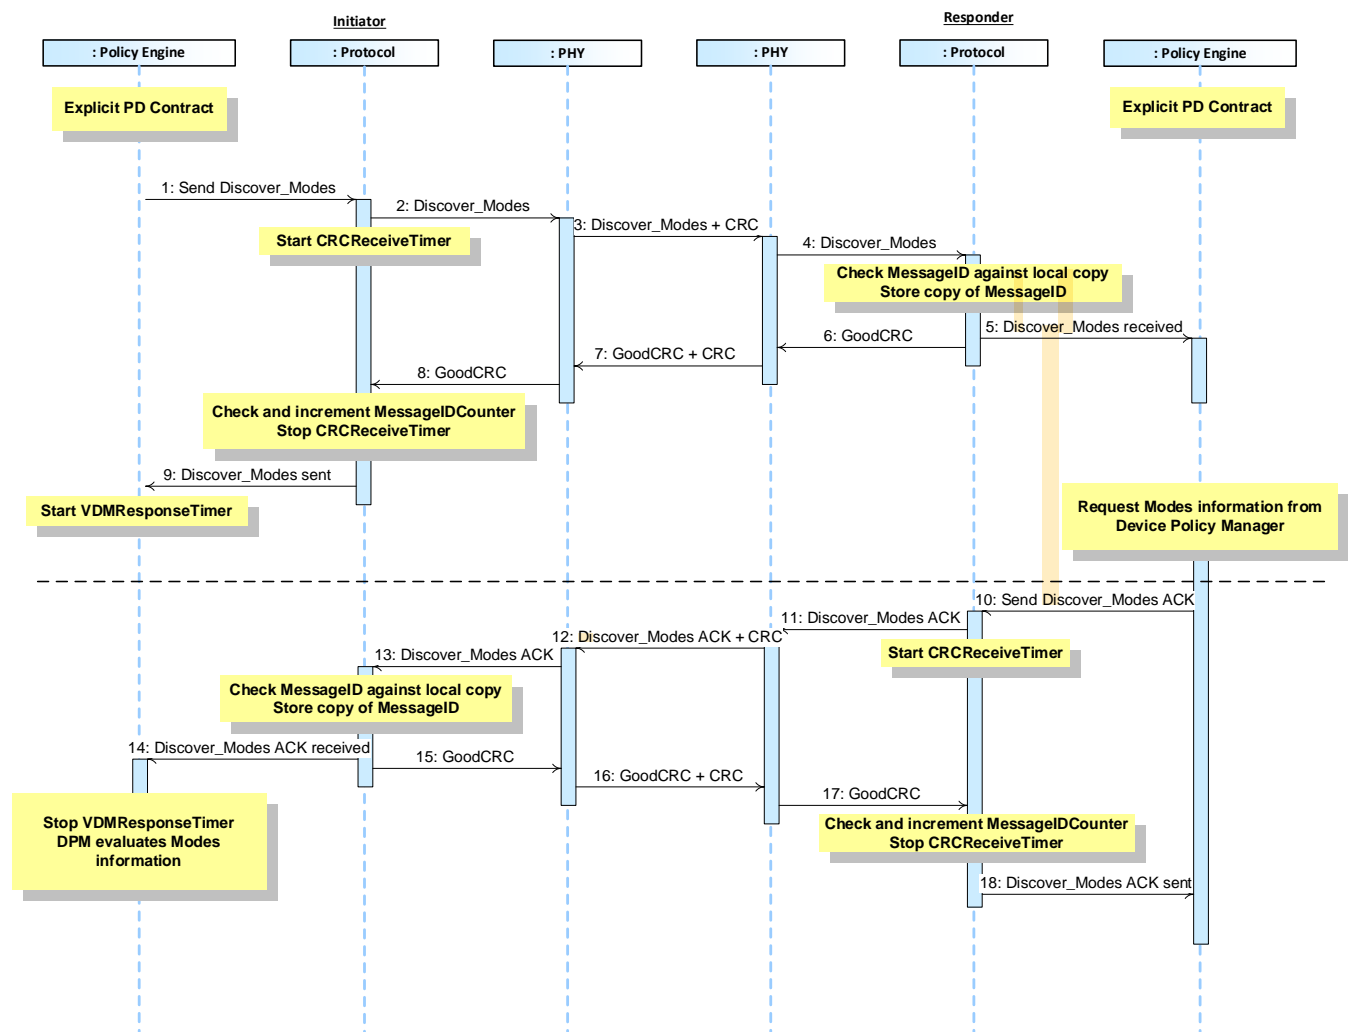 Initiator
Responder
: Policy Engine
: Protocol
: PHY
: PHY
: Protocol
: Policy Engine
Explicit PD Contract
Explicit PD Contract
1: Send Discover_Modes
2: Discover_Modes
Start CRCReceiveTimer
3: Discover_Modes + CRC
4: Discover_Modes
Check MessageID against local copy
Store copy of MessageID
5: Discover_Modes received
6: GoodCRC
7: GoodCRC + CRC
8: GoodCRC
Check and increment MessageIDCounter
Stop CRCReceiveTimer
9: Discover_Modes sent
Start VDMResponseTimer
Request Modes information from
Device Policy Manager
10: Send Discover_Modes ACK
11: Discover_Modes ACK
Start CRCReceiveTimer
12: Discover_Modes ACK + CRC
13: Discover_Modes ACK
Check MessageID against local copy
Store copy of MessageID
14: Discover_Modes ACK received
15: GoodCRC
16: GoodCRC + CRC
17: GoodCRC
Stop VDMResponseTimer
DPM evaluates Modes
information
Check and increment MessageIDCounter
Stop CRCReceiveTimer
18: Discover_Modes ACK sent